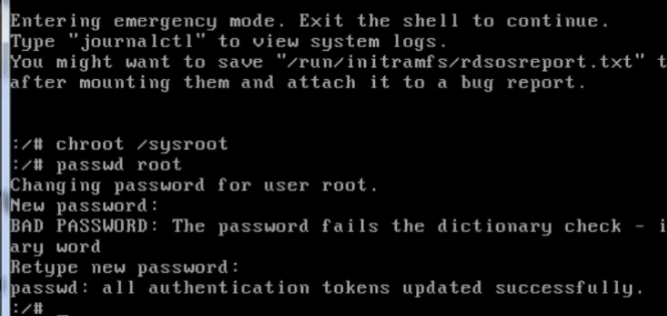 Entering emergency mode. Exit the shell to continue.
Type "journalctl" to view system logs.
You might want to save "/run/initramfs/rdsosreport.txt" t
after mounting them and attach it to a bug report.
:/# chroot /sysroot
:/# passwd root
Changing password for user root.
New password:
BAD PASSWORD: The password fails the dictionary check - i
ary word
Retype new password:
passwd: all authentication tokens updated successfully.
:/# _